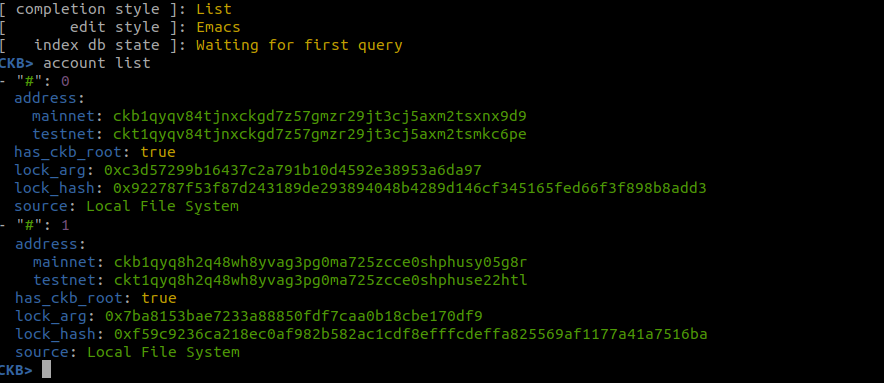 [ completion style ]: List
[       edit style ]: Emacs
[   index db state ]: Waiting for first query
CKB> account list
- "#": 0
  address:
    mainnet: ckb1qyqv84tjnxckgd7z57gmzr29jt3cj5axm2tsxnx9d9
    testnet: ckt1qyqv84tjnxckgd7z57gmzr29jt3cj5axm2tsmkc6pe
  has_ckb_root: true
  lock_arg: 0xc3d57299b16437c2a791b10d4592e38953a6da97
  lock_hash: 0x922787f53f87d243189de293894048b4289d146cf345165fed66f3f898b8add3
  source: Local File System
- "#": 1
  address:
    mainnet: ckb1qyq8h2q48wh8yvag3pg0ma725zcce0shphusy05g8r
    testnet: ckt1qyq8h2q48wh8yvag3pg0ma725zcce0shphuse22htl
  has_ckb_root: true
  lock_arg: 0x7ba8153bae7233a88850fdf7caa0b18cbe170df9
  lock_hash: 0xf59c9236ca218ec0af982b582ac1cdf8efffcdeffa825569af1177a41a7516ba
  source: Local File System
CKB>